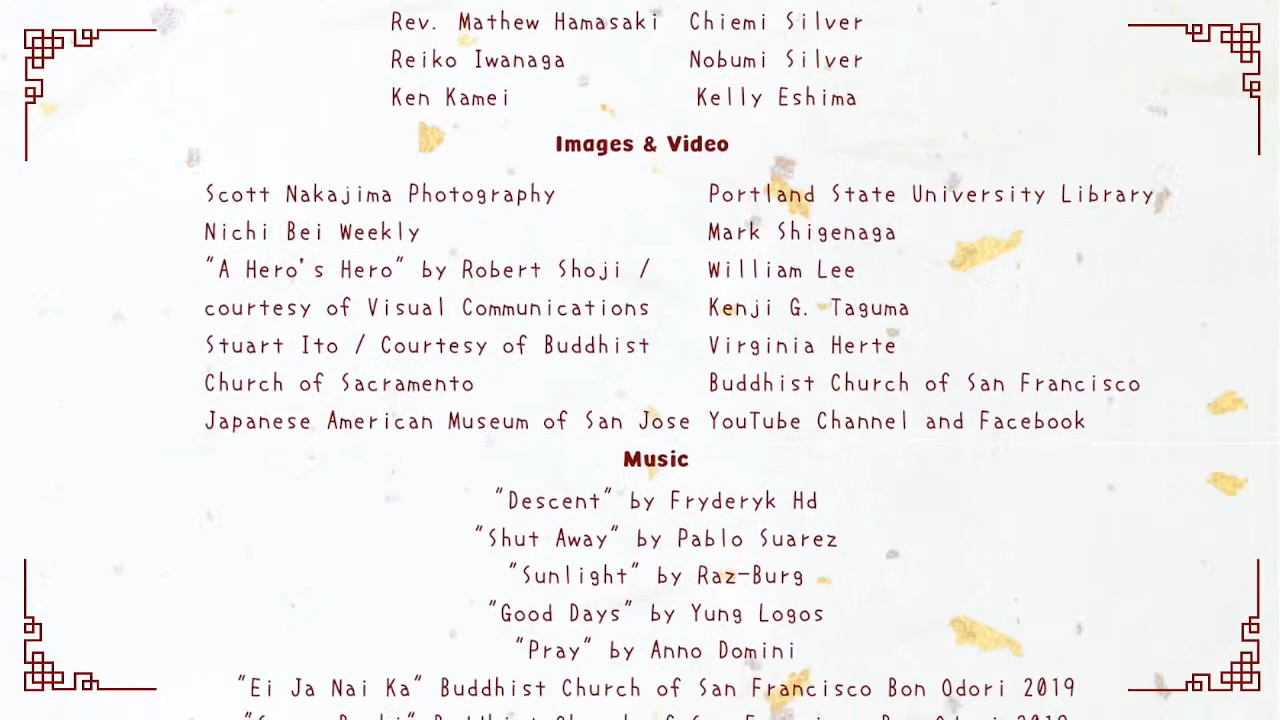 Rev. Mathew Hamasaki Chiemi Silver
Reiko Iwanaga Nobumi Silver
Ken Kamei Kelly Eshima
Images & Video
Scott Nakajima Photography
Nichi Bei Weekly
"A Hero's Hero" by Robert Shoji /
courtesy of Visual Communications
Stuart Ito / Courtesy of Buddhist
Church of Sacramento
Japanese American Museum of San Jose
Portland State University Library
Mark Shigenaga
William Lee
Kenji G. Taguma
Virginia Herte
Buddhist Church of San Francisco
YouTube Channel and Facebook
Music
"Descent" by Fryderyk Hd
"Shut Away" by Pablo Suarez
"Sunlight" by Raz-Burg
"Good Days" by Yung Logos
"Pray" by Anno Domini
"Ei Ja Nai Ka" Buddhist Church of San Francisco Bon Odori 2019